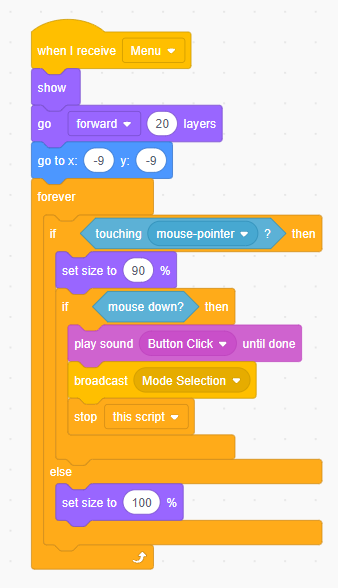 when I receive Menu
show
go forward 20 layers
go to x: -9 y: -9
forever
if touching mouse-pointer ? then
set size to 90 %
if mouse down? then
play sound Button Click until done
broadcast Mode Selection
stop this script
else
set size to 100 %